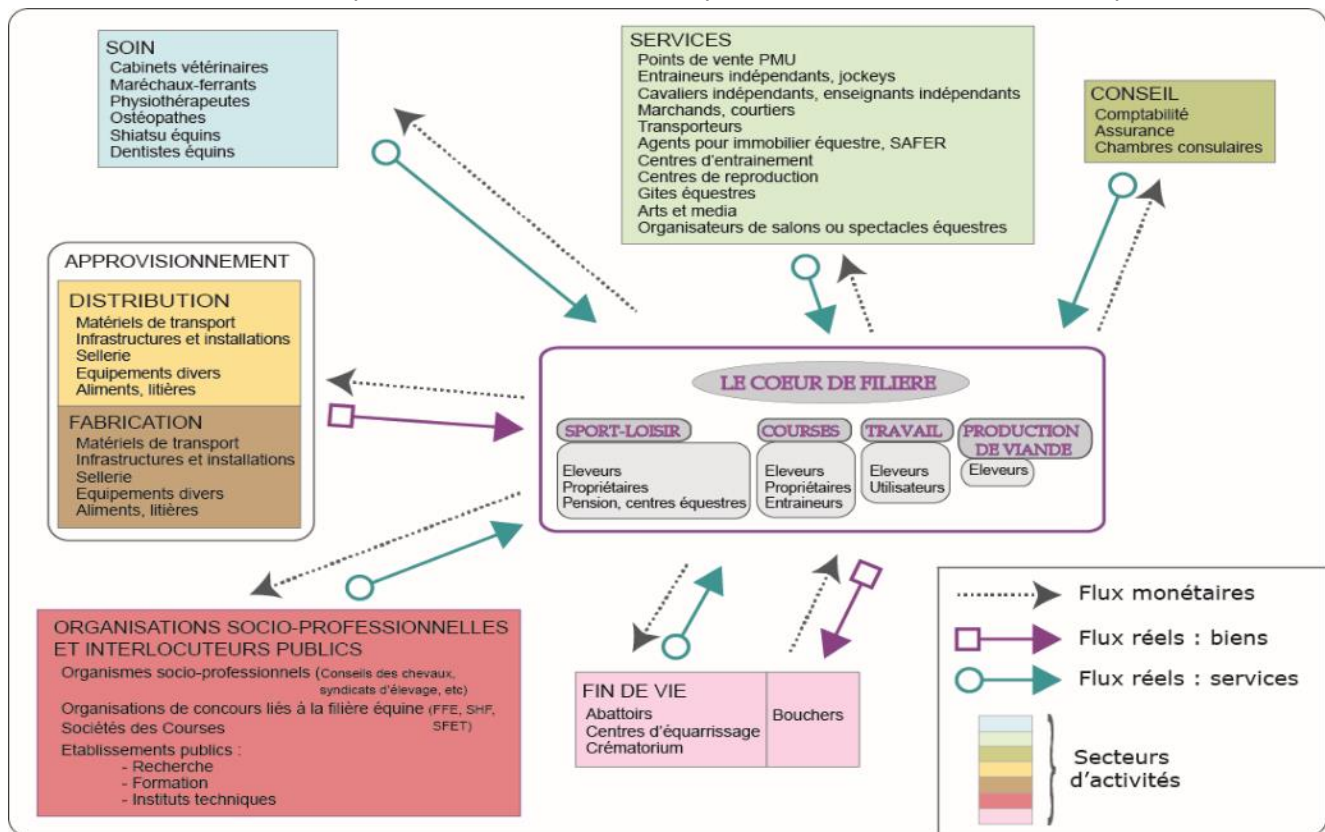 SOIN
Cabinets vétérinaires
Maréchaux-ferrants
Physiothérapeutes
Ostéopathes
Shiatsu équins
Dentistes équins
SERVICES
Points de vente PMU
Entraineurs indépendants, jockeys
Cavaliers indépendants, enseignants indépendants
Marchands, courtiers
Transporteurs
Agents pour immobilier équestre, SAFER
Centres d'entrainement
Centres de reproduction
Gites équestres
Arts et media
Organisateurs de salons ou spectacles équestres
CONSEIL
Comptabilité
Assurance
Chambres consulaires
APPROVISIONNEMENT
DISTRIBUTION
Matériels de transport
Infrastructures et installations
Sellerie
Equipements divers
Aliments, litières
FABRICATION
Matériels de transport
Infrastructures et installations
Sellerie
Equipements divers
Aliments, litières
LE COEUR DE FILIERE
SPORT-LOISIR
Eleveurs
Propriétaires
Pension, centres équestres
COURSES
Eleveurs
Propriétaires
Entraineurs
TRAVAIL
Eleveurs
Utilisateurs
PRODUCTION
DE VIANDE
Eleveurs
ORGANISATIONS SOCIO-PROFESSIONNELLES
ET INTERLOCUTEURS PUBLICS
Organismes socio-professionnels (Conseils des chevaux,
syndicats d'élevage, etc)
Organisations de concours liés à la filière équine (FFE, SHF,
SFET)
Sociétés des Courses
Etablissements publics :
- Recherche
- Formation
- Instituts techniques
FIN DE VIE
Abattoirs
Centres d'équarrissage
Crématorium
Bouchers
Flux monétaires
Flux réels : biens
Flux réels : services
Secteurs
d'activités